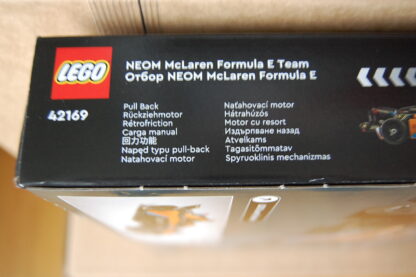 LEGO
NEOM McLaren Formula E Team
Отбор NEOM McLaren Formula E
42169
Pull Back
Rückziehmotor
Rétrofriction
Carga manual
回力功能
Napęd typu pull-back
Natahovací motor
Naťahovací motor
Hátrahúzós
Motor cu resort
Издърпване назад
Atvelkams
Tagasitõmmatav
Spyruoklinis mechanizmas